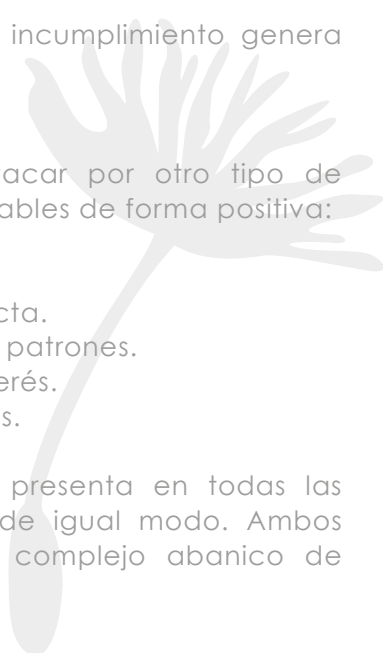 incumplimiento genera
acar por otro tipo de
ables de forma positiva:
cta.
patrones.
erés.
s.
presenta en todas las
de igual modo. Ambos
complejo abanico de